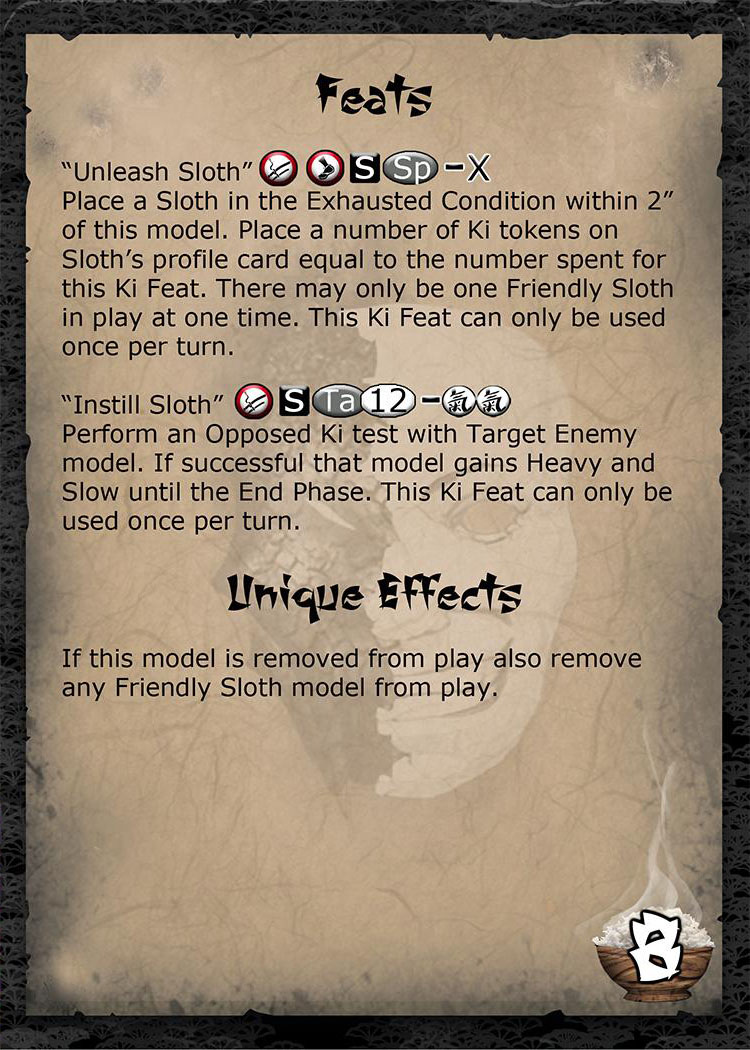 Feats
“Unleash Sloth” S Sp -X
Place a Sloth in the Exhausted Condition within 2”
of this model. Place a number of Ki tokens on
Sloth’s profile card equal to the number spent for
this Ki Feat. There may only be one Friendly Sloth
in play at one time. This Ki Feat can only be used
once per turn.
“Instill Sloth” S Ta 12 -氣氣
Perform an Opposed Ki test with Target Enemy
model. If successful that model gains Heavy and
Slow until the End Phase. This Ki Feat can only be
used once per turn.
Unique Effects
If this model is removed from play also remove
any Friendly Sloth model from play.
8